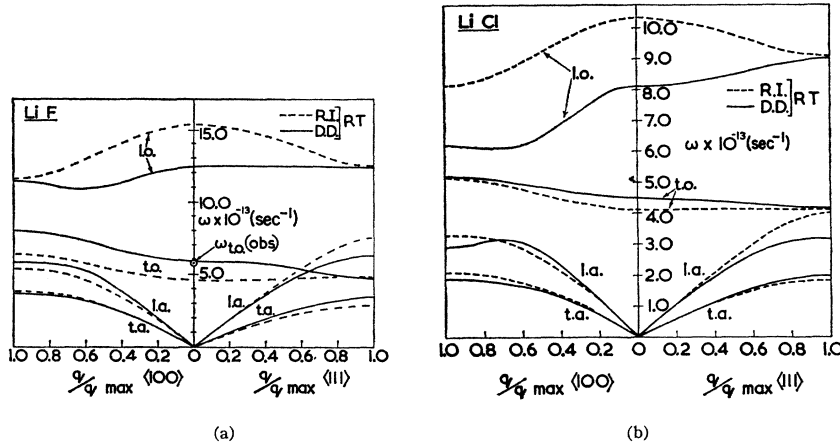 Li F
--- R.I.
— D.D.
] R T
15.0
l.o.
10.0
ω x 10⁻¹³ (sec⁻¹)
ω t.o. (obs)
5.0
t.o.
l.a.
l.a.
t.a.
t.a.
1.0 0.8 0.6 0.4 0.2 0 0.2 0.4 0.6 0.8 1.0
q/q max ⟨100⟩ q/q max ⟨111⟩
(a)
Li Cl
10.0
9.0
l.o.
8.0
--- R.I.
— D.D.
] R T
7.0
6.0
ω x 10⁻¹³ (sec⁻¹)
5.0
t.o.
4.0
3.0
l.a.
l.a.
2.0
1.0
t.a.
t.a.
1.0 0.8 0.6 0.4 0.2 0 0.2 0.4 0.6 0.8 1.0
q/q max ⟨100⟩ q/q max ⟨111⟩
(b)